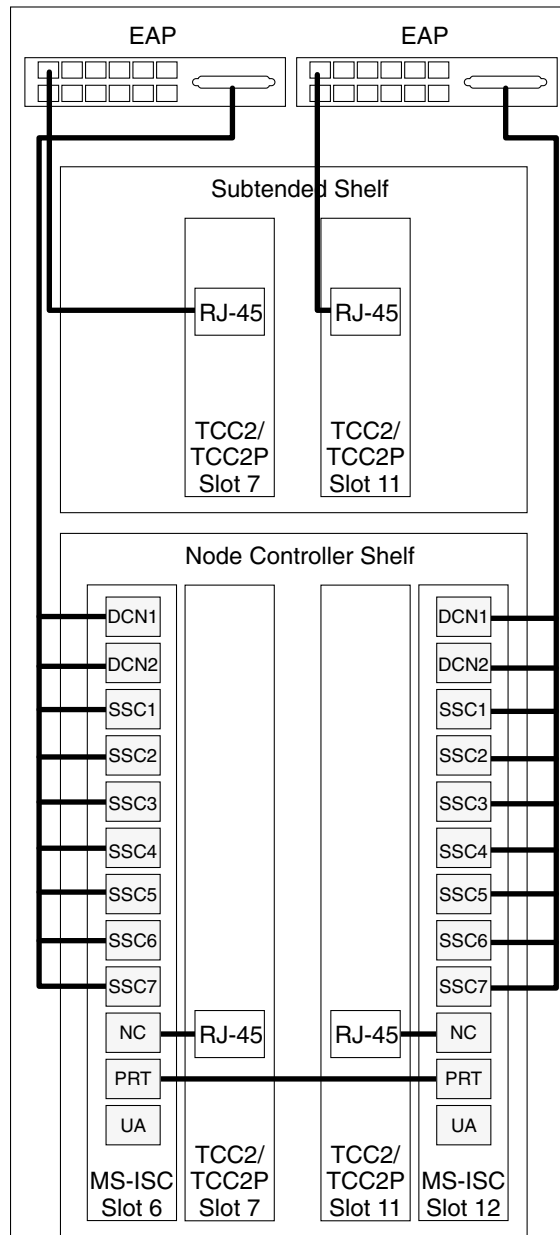 EAP
EAP
Subtended Shelf
RJ-45
RJ-45
TCC2/
TCC2P
Slot 7
TCC2/
TCC2P
Slot 11
Node Controller Shelf
DCN1
DCN2
SSC1
SSC2
SSC3
SSC4
SSC5
SSC6
SSC7
NC
PRT
UA
MS-ISC
Slot 6
RJ-45
TCC2/
TCC2P
Slot 7
RJ-45
TCC2/
TCC2P
Slot 11
DCN1
DCN2
SSC1
SSC2
SSC3
SSC4
SSC5
SSC6
SSC7
NC
PRT
UA
MS-ISC
Slot 12